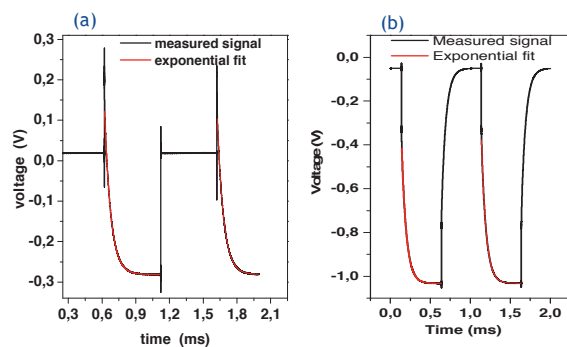 (a)
measured signal
exponential fit
voltage (V)
0,3
0,2
0,1
0,0
-0,1
-0,2
-0,3
0,3 0,6 0,9 1,2 1,5 1,8 2,1
time (ms)
(b)
Measured signal
Exponential fit
Voltage (V)
-0,0
-0,2
-0,4
-0,6
-0,8
-1,0
0,0 0,5 1,0 1,5 2,0
Time (ms)